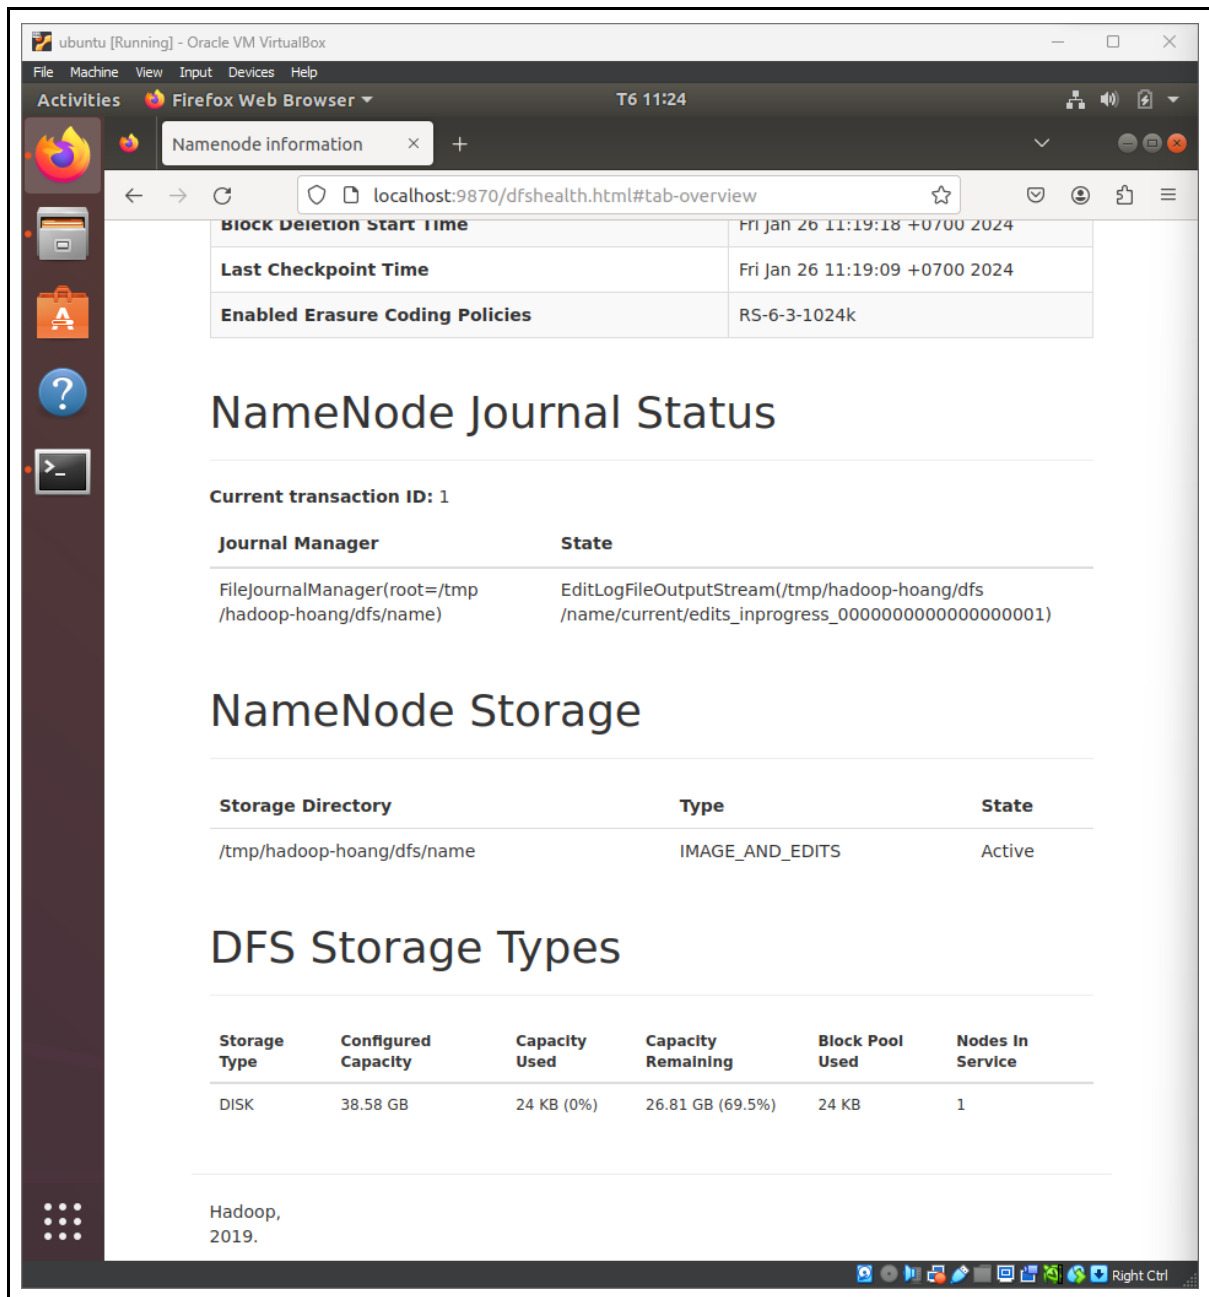 ubuntu [Running] - Oracle VM VirtualBox
File Machine View Input Devices Help
Activities Firefox Web Browser T6 11:24
Namenode information
localhost:9870/dfshealth.html#tab-overview
Block Deletion Start Time Fri Jan 26 11:19:18 +0700 2024
Last Checkpoint Time Fri Jan 26 11:19:09 +0700 2024
Enabled Erasure Coding Policies RS-6-3-1024k
NameNode Journal Status
Current transaction ID: 1
Journal Manager State
FileJournalManager(root=/tmp EditLogFileOutputStream(/tmp/hadoop-hoang/dfs
/hadoop-hoang/dfs/name) /name/current/edits_inprogress_0000000000000000001)
NameNode Storage
Storage Directory Type State
/tmp/hadoop-hoang/dfs/name IMAGE_AND_EDITS Active
DFS Storage Types
Storage Configured Capacity Capacity Block Pool Nodes In
Type Capacity Used Remaining Used Service
DISK 38.58 GB 24 KB (0%) 26.81 GB (69.5%) 24 KB 1
Hadoop,
2019.
Right Ctrl